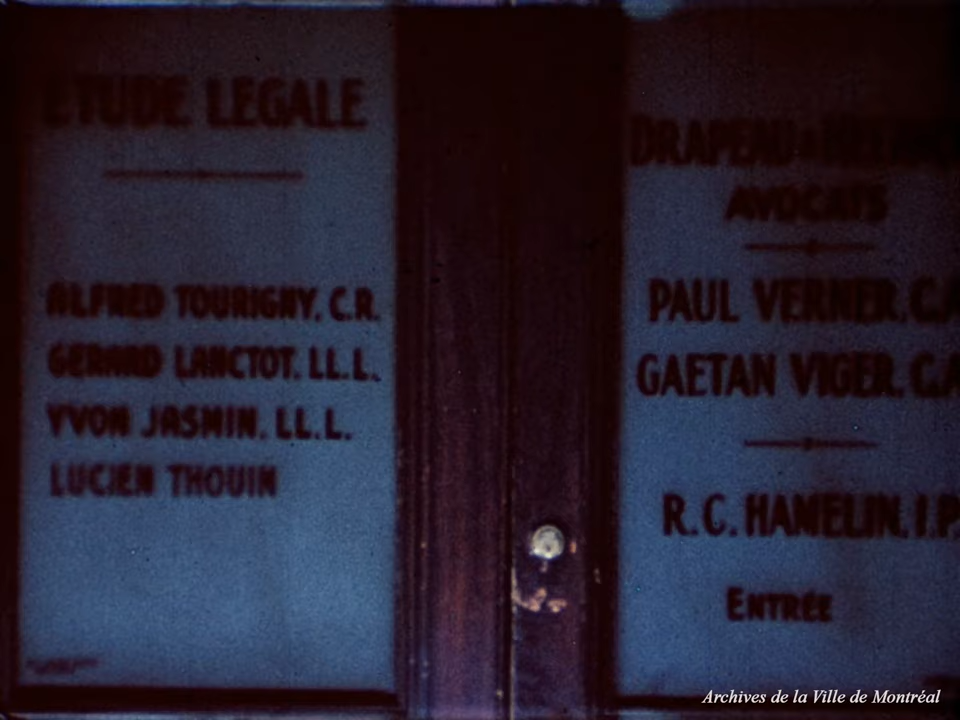 ETUDE LEGALE
ALFRED TOURIGNY, C.R.
GERARD LANCTOT, LL.L.
YVON JASMIN, LL.L.
LUCIEN THOUIN
DRAPEAU
AVOCATS
PAUL VERNER, C.A
GAETAN VIGER, C.A
R. C. HAMELIN, I.P.
ENTRÉE
Archives de la Ville de Montréal